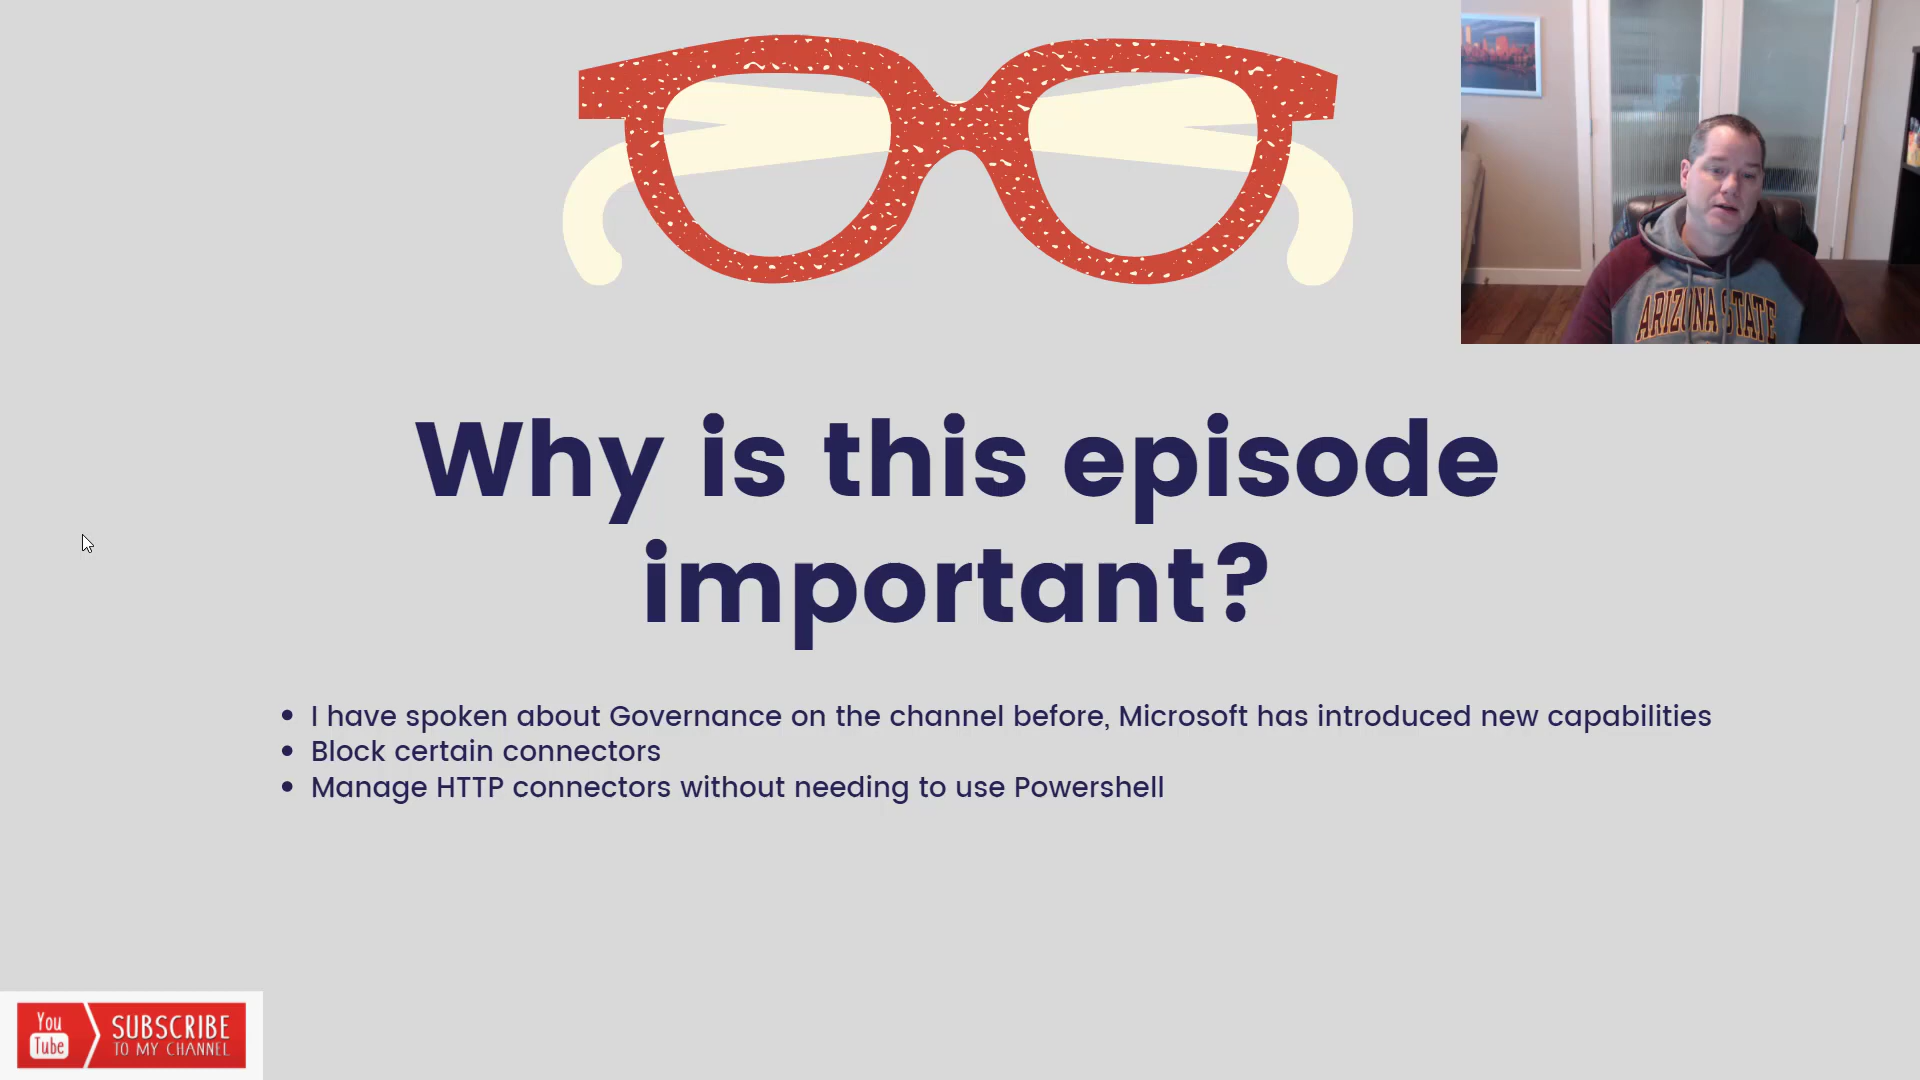 ARIZONA STATE
Why is this episode
important?
• I have spoken about Governance on the channel before, Microsoft has introduced new capabilities
• Block certain connectors
• Manage HTTP connectors without needing to use Powershell
You
Tube
SUBSCRIBE
TO MY CHANNEL